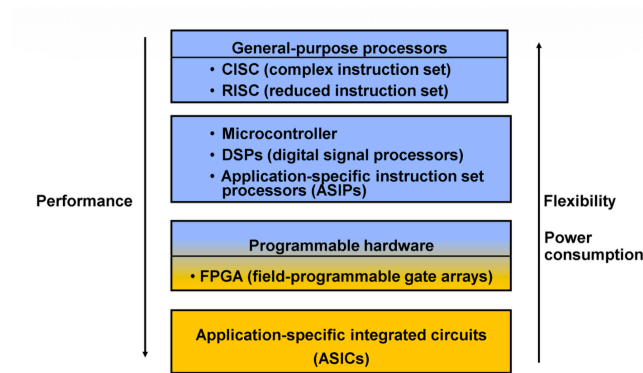 General-purpose processors
• CISC (complex instruction set)
• RISC (reduced instruction set)
• Microcontroller
• DSPs (digital signal processors)
• Application-specific instruction set
processors (ASIPs)
Performance
Flexibility
Power
consumption
Programmable hardware
• FPGA (field-programmable gate arrays)
Application-specific integrated circuits
(ASICs)